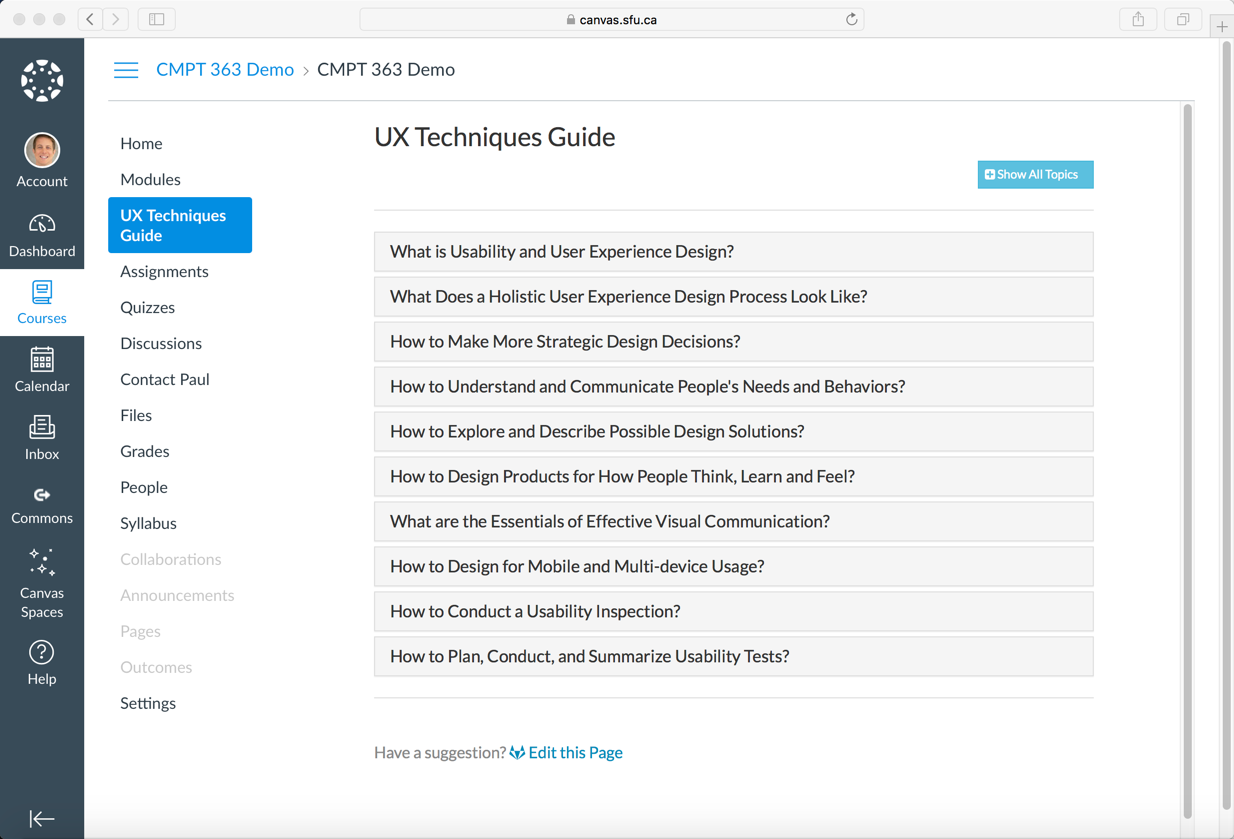 canvas.sfu.ca
CMPT 363 Demo › CMPT 363 Demo
Account
Dashboard
Courses
Calendar
Inbox
Commons
Canvas
Spaces
Help
Home
Modules
UX Techniques
Guide
Assignments
Quizzes
Discussions
Contact Paul
Files
Grades
People
Syllabus
Collaborations
Announcements
Pages
Outcomes
Settings
UX Techniques Guide
Show All Topics
What is Usability and User Experience Design?
What Does a Holistic User Experience Design Process Look Like?
How to Make More Strategic Design Decisions?
How to Understand and Communicate People's Needs and Behaviors?
How to Explore and Describe Possible Design Solutions?
How to Design Products for How People Think, Learn and Feel?
What are the Essentials of Effective Visual Communication?
How to Design for Mobile and Multi-device Usage?
How to Conduct a Usability Inspection?
How to Plan, Conduct, and Summarize Usability Tests?
Have a suggestion? Edit this Page